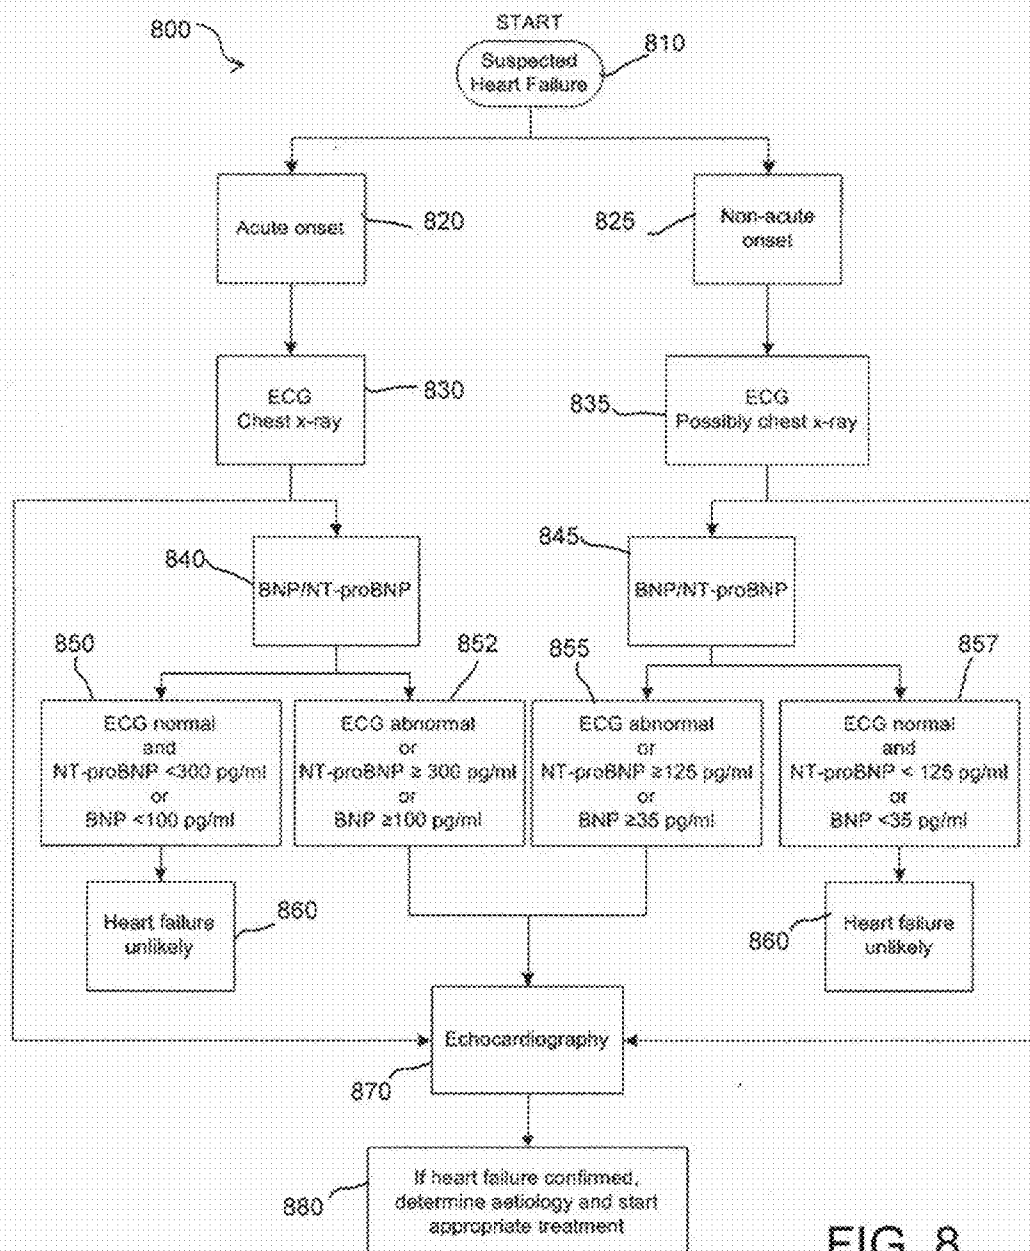 800
START
810
Suspected
Heart Failure
Acute onset
820
825
Non-acute
onset
ECG
Chest x-ray
830
835
ECG
Possibly chest x-ray
840
BNP/NT-proBNP
845
BNP/NT-proBNP
850
852
855
857
ECG normal
and
NT-proBNP <300 pg/ml
or
BNP <100 pg/ml
ECG abnormal
or
NT-proBNP ≥ 300 pg/ml
or
BNP ≥100 pg/ml
ECG abnormal
or
NT-proBNP ≥125 pg/ml
or
BNP ≥35 pg/ml
ECG normal
and
NT-proBNP < 125 pg/ml
or
BNP <35 pg/ml
Heart failure
unlikely
860
860
Heart failure
unlikely
Echocardiography
870
880
If heart failure confirmed,
determine aetiology and start
appropriate treatment
FIG. 8